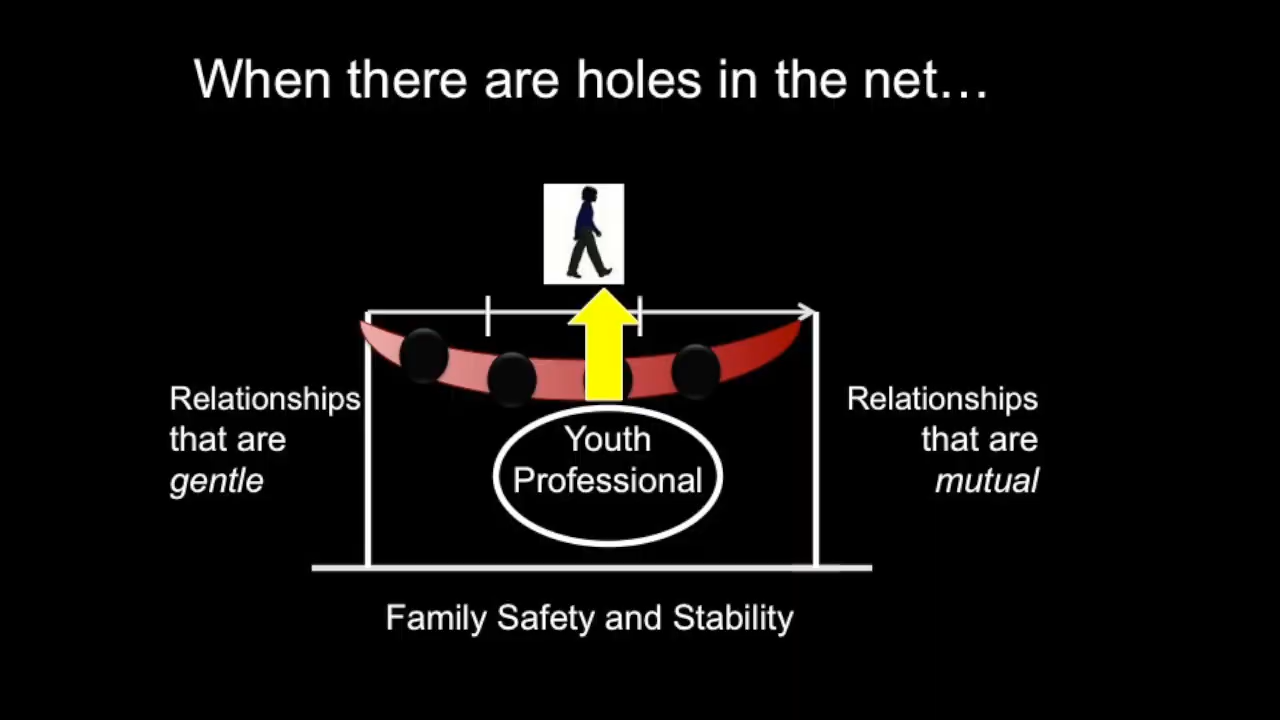 When there are holes in the net…
Relationships
that are
gentle
Youth
Professional
Relationships
that are
mutual
Family Safety and Stability